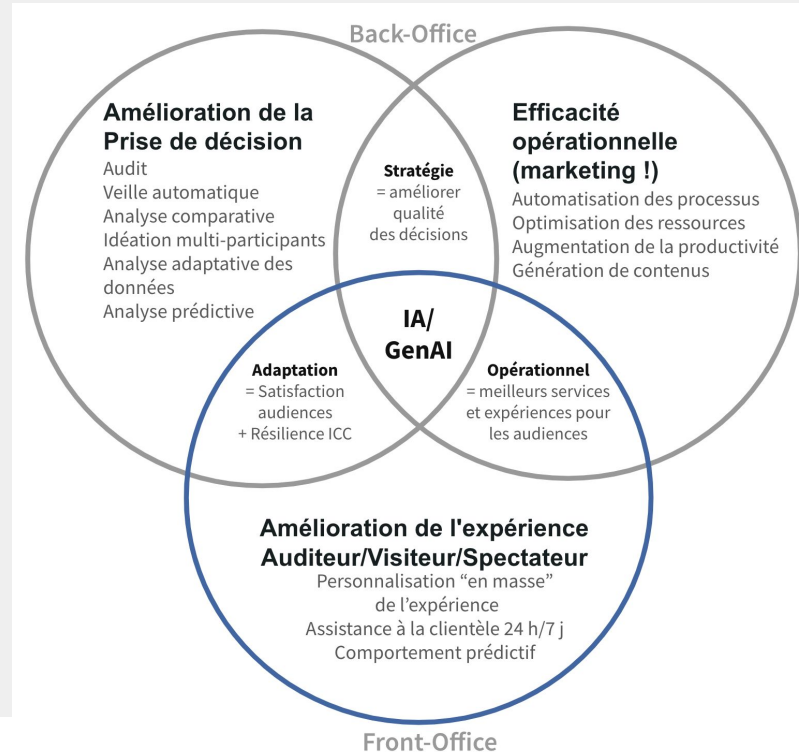 Back-Office
Amélioration de la
Prise de décision
Audit
Veille automatique
Analyse comparative
Idéation multi-participants
Analyse adaptative des
données
Analyse prédictive
Stratégie
= améliorer
qualité
des décisions
Efficacité
opérationnelle
(marketing !)
Automatisation des processus
Optimisation des ressources
Augmentation de la productivité
Génération de contenus
IA/
GenAI
Adaptation
= Satisfaction
audiences
+ Résilience ICC
Opérationnel
= meilleurs services
et expériences pour
les audiences
Amélioration de l'expérience
Auditeur/Visiteur/Spectateur
Personnalisation “en masse”
de l’expérience
Assistance à la clientèle 24 h/7 j
Comportement prédictif
Front-Office